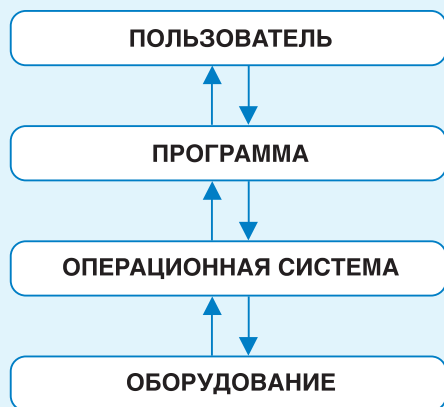 ПОЛЬЗОВАТЕЛЬ
ПРОГРАММА
ОПЕРАЦИОННАЯ СИСТЕМА
ОБОРУДОВАНИЕ